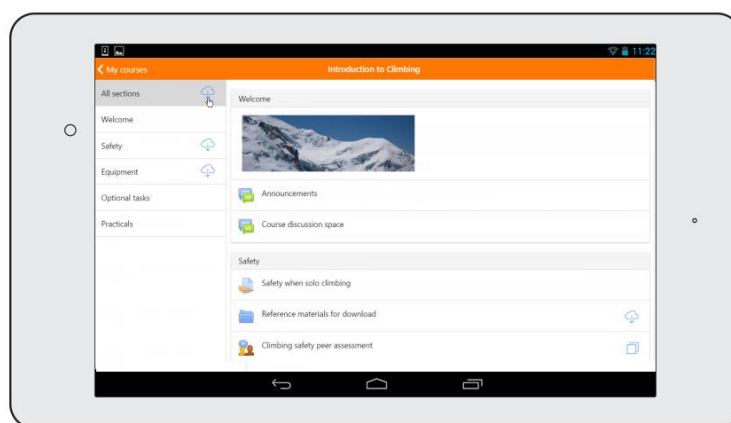 11:22
My courses
Introduction to Climbing
All sections
Welcome
Safety
Equipment
Optional tasks
Practicals
Welcome
Announcements
Course discussion space
Safety
Safety when solo climbing
Reference materials for download
Climbing safety peer assessment